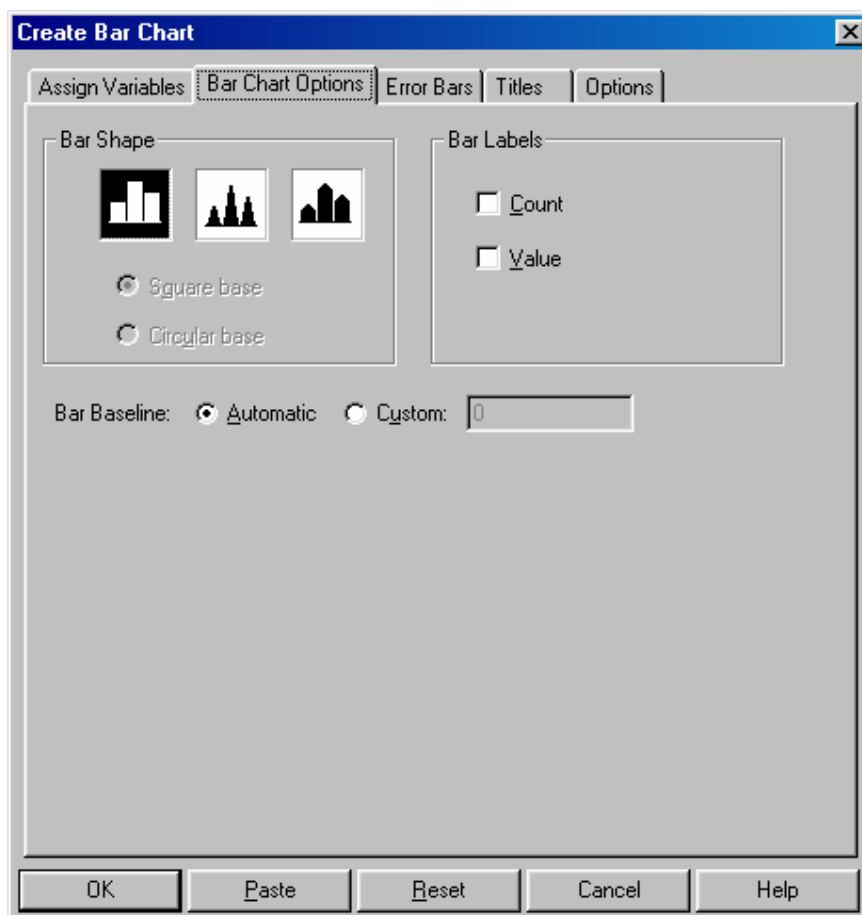 Create Bar Chart
Assign Variables Bar Chart Options Error Bars Titles Options
Bar Shape
Square base
Circular base
Bar Labels
Count
Value
Bar Baseline: Automatic Custom: 0
OK Paste Reset Cancel Help